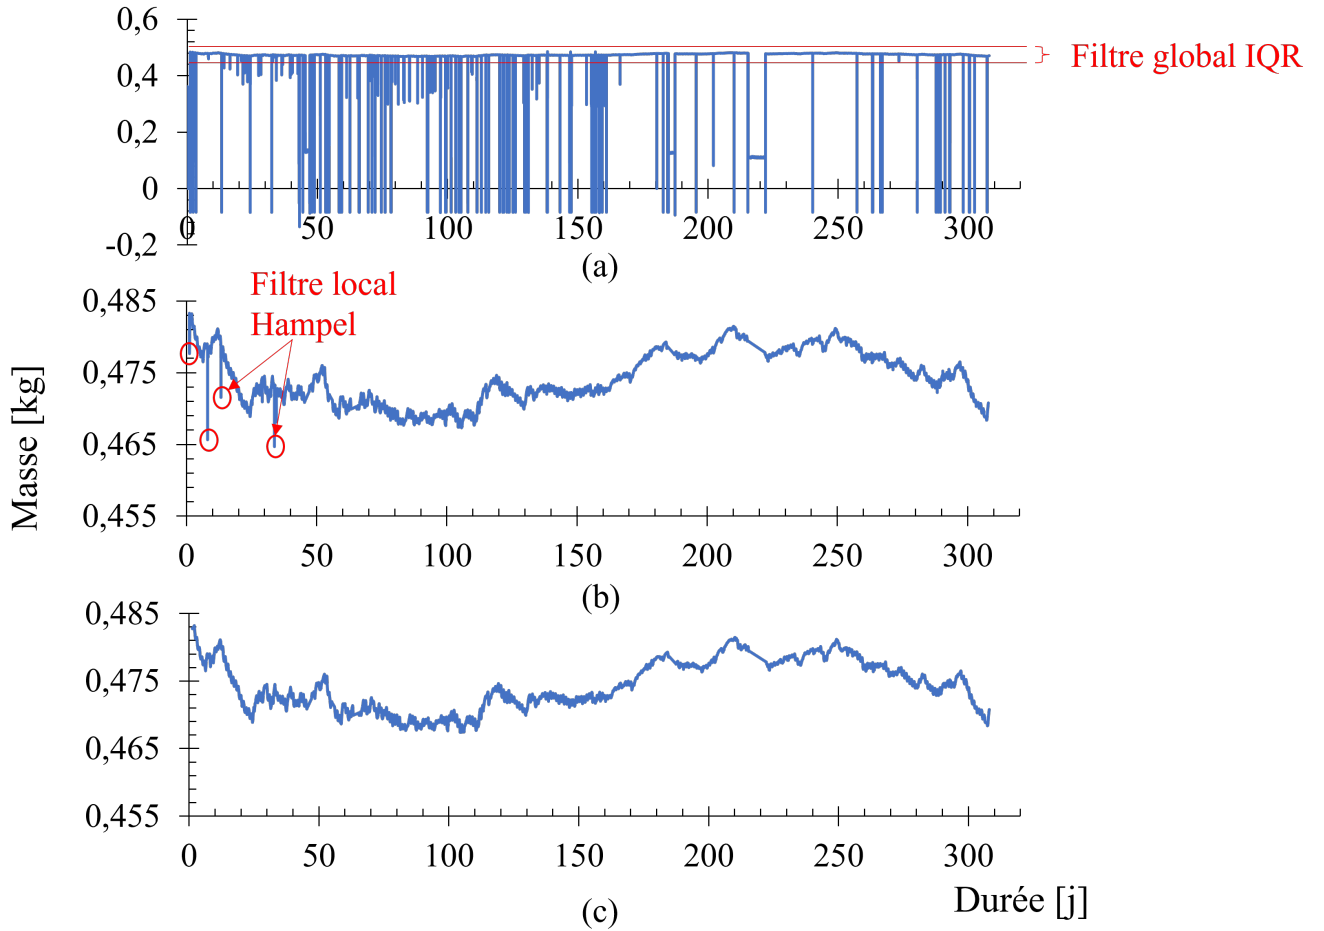 0,6
0,4
0,2
0
-0,2
0 50 100 150 200 250 300
Filtre global IQR
(a)
Filtre local
Hampel
0,485
0,475
0,465
0,455
0 50 100 150 200 250 300
(b)
Masse [kg]
0,485
0,475
0,465
0,455
0 50 100 150 200 250 300
Durée [j]
(c)